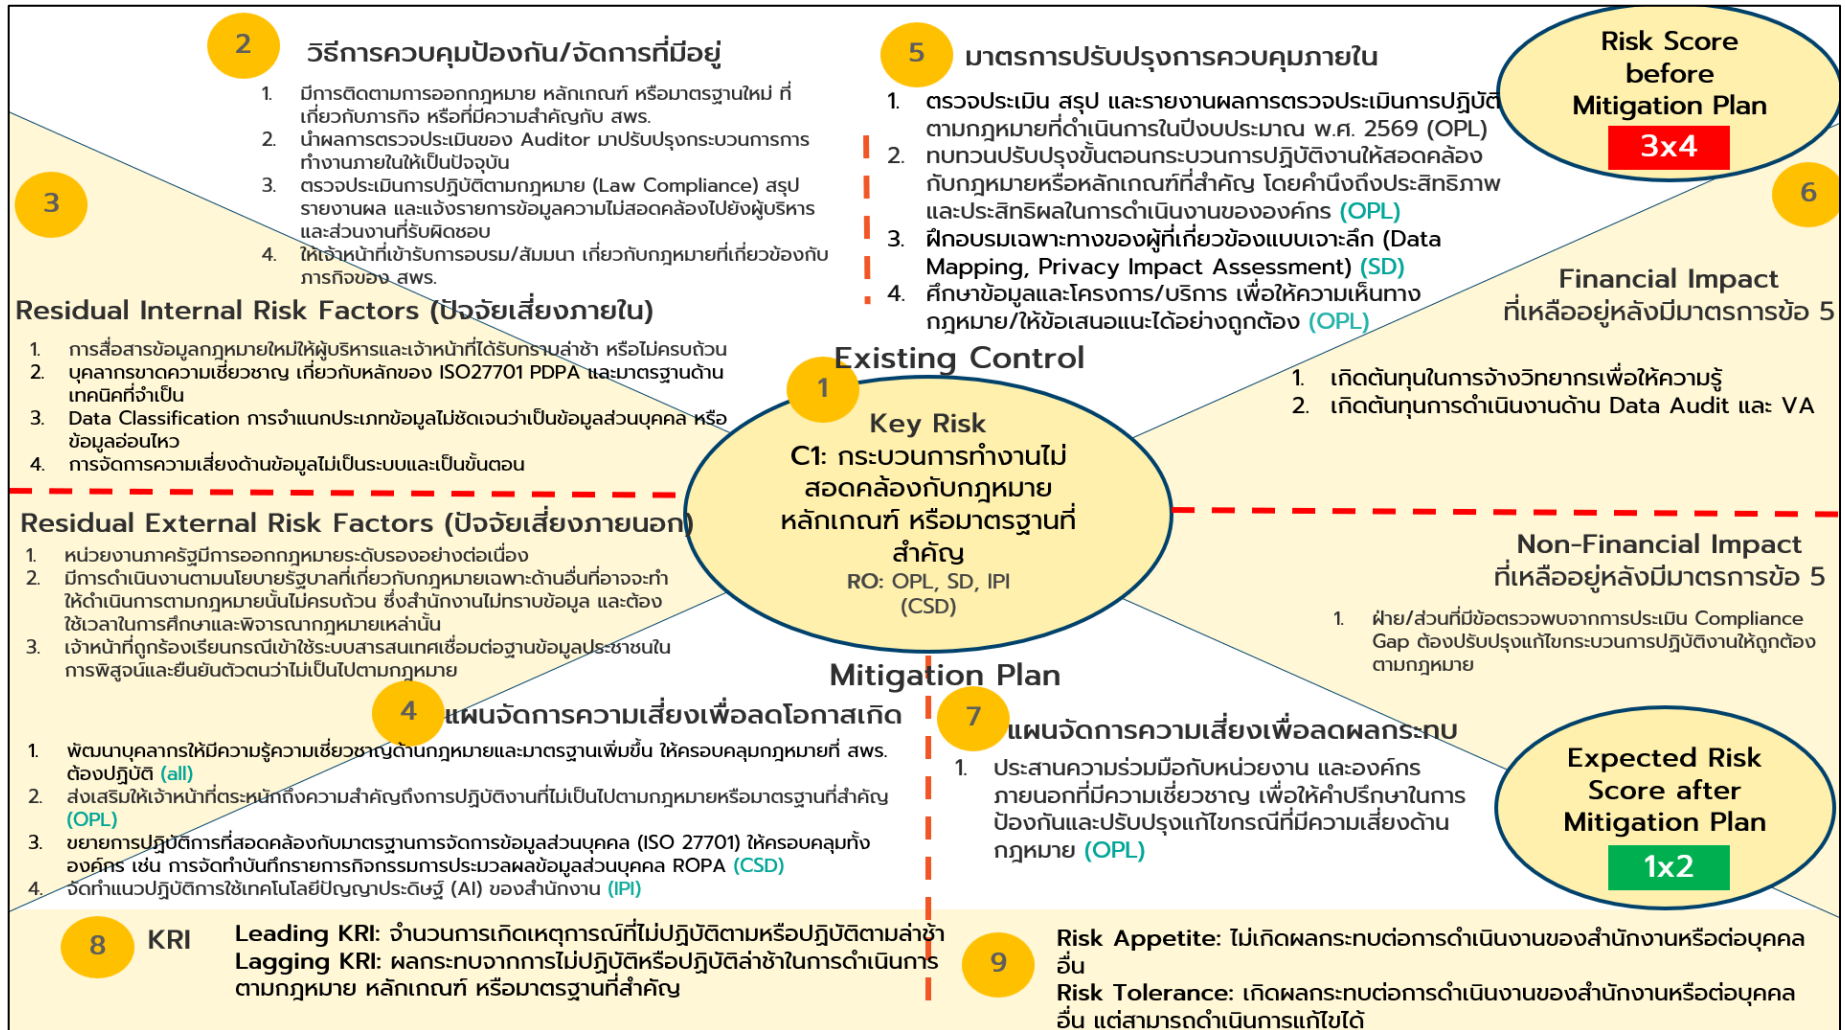 2
วิธีการควบคุมป้องกัน/จัดการที่มีอยู่
1. มีการติดตามการออกกฎหมาย หลักเกณฑ์ หรือมาตรฐานใหม่ ที่
เกี่ยวกับภารกิจ หรือที่มีความสำคัญกับ สพร.
2. นำผลการตรวจประเมินของ Auditor มาปรับปรุงกระบวนการการ
ทำงานภายในให้เป็นปัจจุบัน
3. ตรวจประเมินการปฏิบัติตามกฎหมาย (Law Compliance) สรุป
รายงานผล และแจ้งรายการข้อมูลความไม่สอดคล้องไปยังผู้บริหาร
และส่วนงานที่รับผิดชอบ
4. ให้เจ้าหน้าที่เข้ารับการอบรม/สัมมนา เกี่ยวกับกฎหมายที่เกี่ยวข้องกับ
ภารกิจของ สพร.
5
มาตรการปรับปรุงการควบคุมภายใน
1. ตรวจประเมิน สรุป และรายงานผลการตรวจประเมินการปฏิบัติ
ตามกฎหมายที่ดำเนินการในปีงบประมาณ พ.ศ. 2569 (OPL)
2. ทบทวนปรับปรุงขั้นตอนกระบวนการปฏิบัติงานให้สอดคล้อง
กับกฎหมายหรือหลักเกณฑ์ที่สำคัญ โดยคำนึงถึงประสิทธิภาพ
และประสิทธิผลในการดำเนินงานขององค์กร (OPL)
3. ฝึกอบรมเฉพาะทางของผู้ที่เกี่ยวข้องแบบเจาะลึก (Data
Mapping, Privacy Impact Assessment) (SD)
4. ศึกษาข้อมูลและโครงการ/บริการ เพื่อให้ความเห็นทาง
กฎหมาย/ให้ข้อเสนอแนะได้อย่างถูกต้อง (OPL)
Risk Score
before
Mitigation Plan
3x4
3
Residual Internal Risk Factors (ปัจจัยเสี่ยงภายใน)
1. การสื่อสารข้อมูลกฎหมายใหม่ให้ผู้บริหารและเจ้าหน้าที่ได้รับทราบล่าช้า หรือไม่ครบถ้วน
2. บุคลากรขาดความเชี่ยวชาญ เกี่ยวกับหลักของ ISO27701 PDPA และมาตรฐานด้าน
เทคนิคที่จำเป็น
3. Data Classification การจำแนกประเภทข้อมูลไม่ชัดเจนว่าเป็นข้อมูลส่วนบุคคล หรือ
ข้อมูลอ่อนไหว
4. การจัดการความเสี่ยงด้านข้อมูลไม่เป็นระบบและเป็นขั้นตอน
Existing Control
1
Key Risk
C1: กระบวนการทำงานไม่
สอดคล้องกับกฎหมาย
หลักเกณฑ์ หรือมาตรฐานที่
สำคัญ
RO: OPL, SD, IPI
(CSD)
6
Financial Impact
ที่เหลืออยู่หลังมีมาตรการข้อ 5
1. เกิดต้นทุนในการจ้างวิทยากรเพื่อให้ความรู้
2. เกิดต้นทุนการดำเนินงานด้าน Data Audit และ VA
Residual External Risk Factors (ปัจจัยเสี่ยงภายนอก)
1. หน่วยงานภาครัฐมีการออกกฎหมายระดับรองอย่างต่อเนื่อง
2. มีการดำเนินงานตามนโยบายรัฐบาลที่เกี่ยวกับกฎหมายเฉพาะด้านอื่นที่อาจจะทำ
ให้ดำเนินการตามกฎหมายนั้นไม่ครบถ้วน ซึ่งสำนักงานไม่ทราบข้อมูล และต้อง
ใช้เวลาในการศึกษาและพิจารณากฎหมายเหล่านั้น
3. เจ้าหน้าที่ถูกร้องเรียนกรณีเข้าใช้ระบบสารสนเทศเชื่อมต่อฐานข้อมูลประชาชนใน
การพิสูจน์และยืนยันตัวตนว่าไม่เป็นไปตามกฎหมาย
Non-Financial Impact
ที่เหลืออยู่หลังมีมาตรการข้อ 5
1. ฝ่าย/ส่วนที่มีข้อตรวจพบจากการประเมิน Compliance
Gap ต้องปรับปรุงแก้ไขกระบวนการปฏิบัติงานให้ถูกต้อง
ตามกฎหมาย
Mitigation Plan
4
แผนจัดการความเสี่ยงเพื่อลดโอกาสเกิด
1. พัฒนาบุคลากรให้มีความรู้ความเชี่ยวชาญด้านกฎหมายและมาตรฐานเพิ่มขึ้น ให้ครอบคลุมกฎหมายที่ สพร.
ต้องปฏิบัติ (all)
2. ส่งเสริมให้เจ้าหน้าที่ตระหนักถึงความสำคัญถึงการปฏิบัติงานที่ไม่เป็นไปตามกฎหมายหรือมาตรฐานที่สำคัญ
(OPL)
3. ขยายการปฏิบัติการที่สอดคล้องกับมาตรฐานการจัดการข้อมูลส่วนบุคคล (ISO 27701) ให้ครอบคลุมทั้ง
องค์กร เช่น การจัดทำบันทึกรายการกิจกรรมการประมวลผลข้อมูลส่วนบุคคล ROPA (CSD)
4. จัดทำแนวปฏิบัติการใช้เทคโนโลยีปัญญาประดิษฐ์ (AI) ของสำนักงาน (IPI)
7
แผนจัดการความเสี่ยงเพื่อลดผลกระทบ
1. ประสานความร่วมมือกับหน่วยงาน และองค์กร
ภายนอกที่มีความเชี่ยวชาญ เพื่อให้คำปรึกษาในการ
ป้องกันและปรับปรุงแก้ไขกรณีที่มีความเสี่ยงด้าน
กฎหมาย (OPL)
Expected Risk
Score after
Mitigation Plan
1x2
8
KRI
Leading KRI: จำนวนการเกิดเหตุการณ์ที่ไม่ปฏิบัติตามหรือปฏิบัติตามล่าช้า
Lagging KRI: ผลกระทบจากการไม่ปฏิบัติหรือปฏิบัติล่าช้าในการดำเนินการ
ตามกฎหมาย หลักเกณฑ์ หรือมาตรฐานที่สำคัญ
9
Risk Appetite: ไม่เกิดผลกระทบต่อการดำเนินงานของสำนักงานหรือต่อบุคคล
อื่น
Risk Tolerance: เกิดผลกระทบต่อการดำเนินงานของสำนักงานหรือต่อบุคคล
อื่น แต่สามารถดำเนินการแก้ไขได้